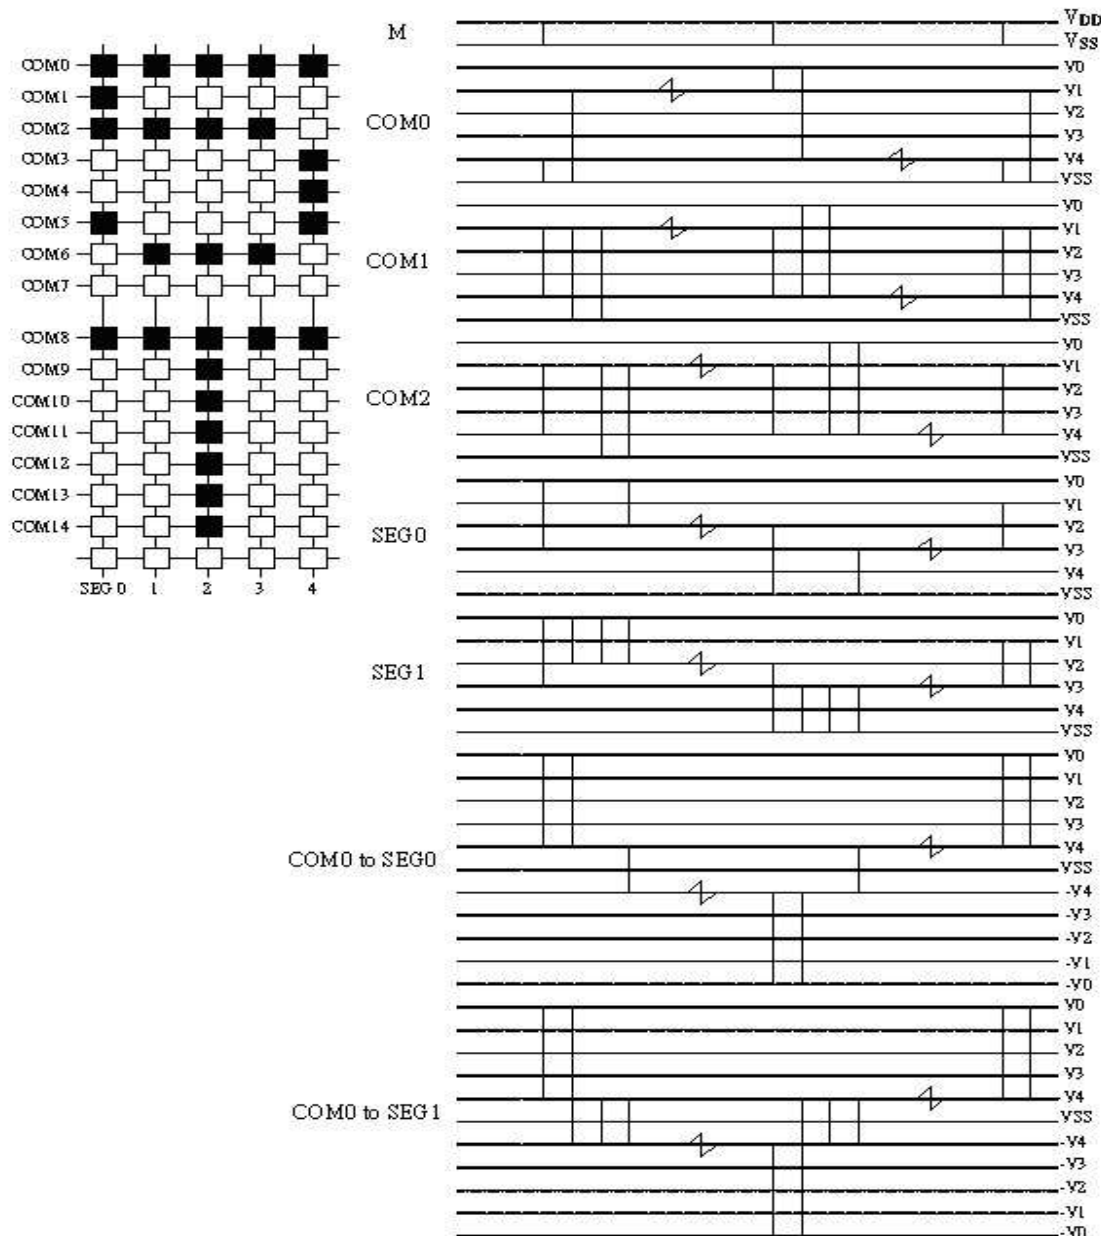 COM0
COM1
COM2
COM3
COM4
COM5
COM6
COM7
COM8
COM9
COM10
COM11
COM12
COM13
COM14
SEG 0 1 2 3 4
M
VDD
VSS
COM0
V0
V1
V2
V3
V4
VSS
COM1
V0
V1
V2
V3
V4
VSS
COM2
V0
V1
V2
V3
V4
VSS
SEG0
V0
V1
V2
V3
V4
VSS
SEG1
V0
V1
V2
V3
V4
VSS
COM0 to SEG0
V0
V1
V2
V3
V4
VSS
-V4
-V3
-V2
-V1
-V0
COM0 to SEG1
V0
V1
V2
V3
V4
VSS
-V4
-V3
-V2
-V1
-V0